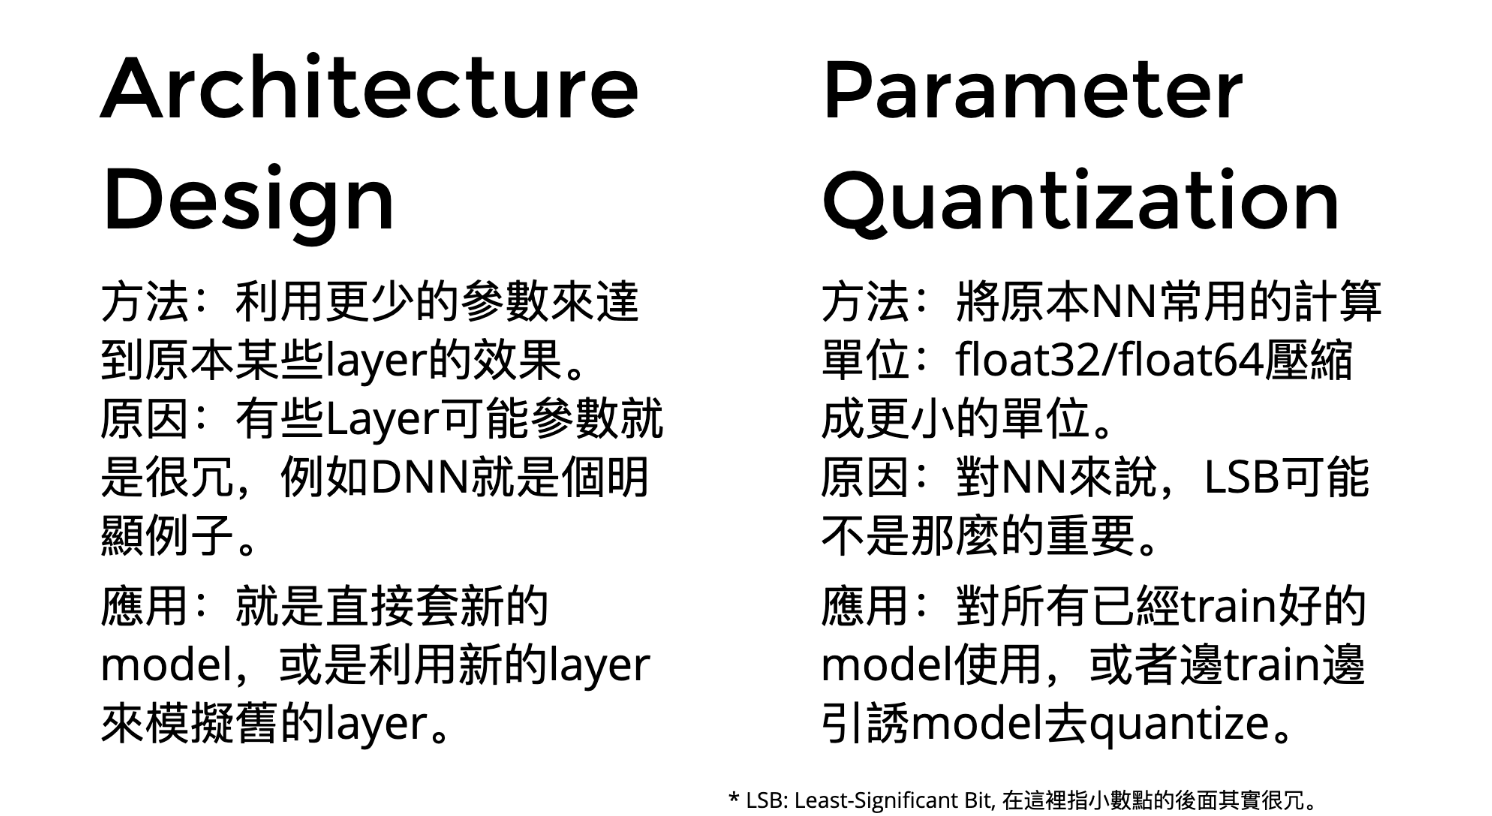 Architecture
Design
方法：利用更少的參數來達
到原本某些layer的效果。
原因：有些Layer可能參數就
是很冗，例如DNN就是個明
顯例子。
應用：就是直接套新的
model，或是利用新的layer
來模擬舊的layer。
Parameter
Quantization
方法：將原本NN常用的計算
單位：float32/float64壓縮
成更小的單位。
原因：對NN來說，LSB可能
不是那麼的重要。
應用：對所有已經train好的
model使用，或者邊train邊
引誘model去quantize。
* LSB: Least-Significant Bit, 在這裡指小數點的後面其實很冗。